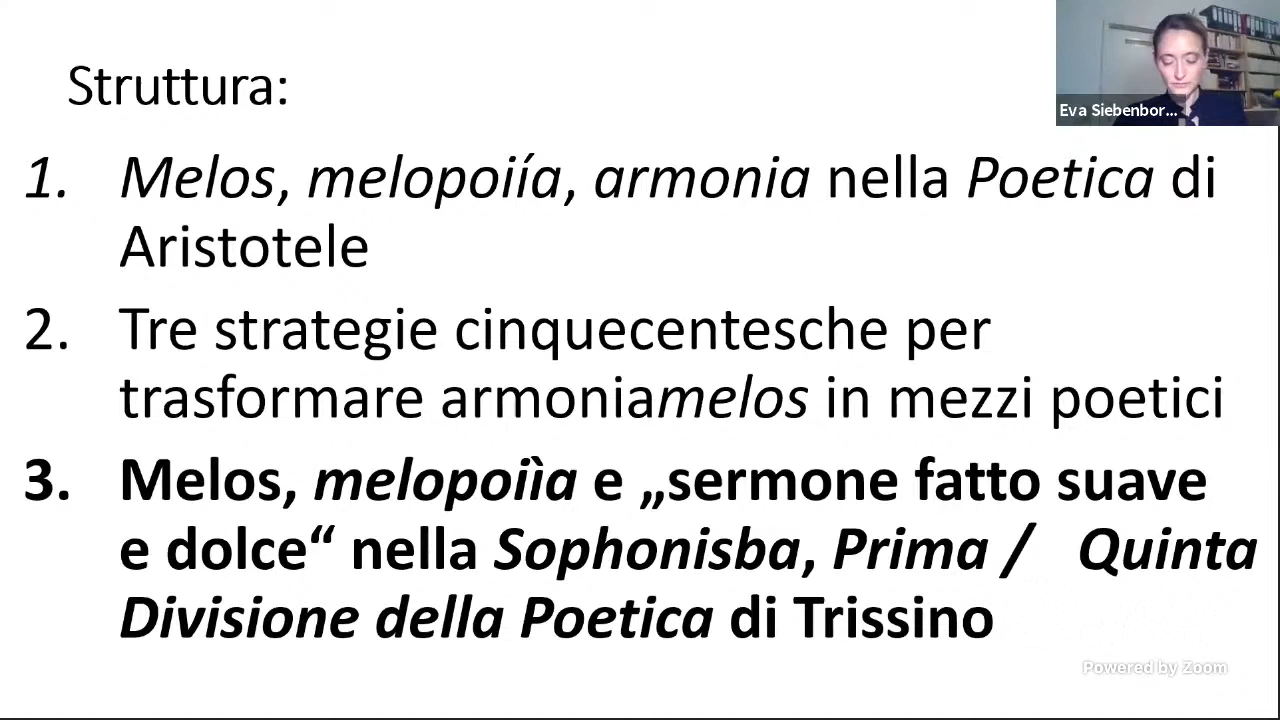 Struttura:
Eva Siebenbor...
1. Melos, melopoiía, armonia nella Poetica di
Aristotele
2. Tre strategie cinquecentesche per
trasformare armoniamelos in mezzi poetici
3. Melos, melopoiìa e „sermone fatto suave
e dolce“ nella Sophonisba, Prima / Quinta
Divisione della Poetica di Trissino
Powered by Zoom